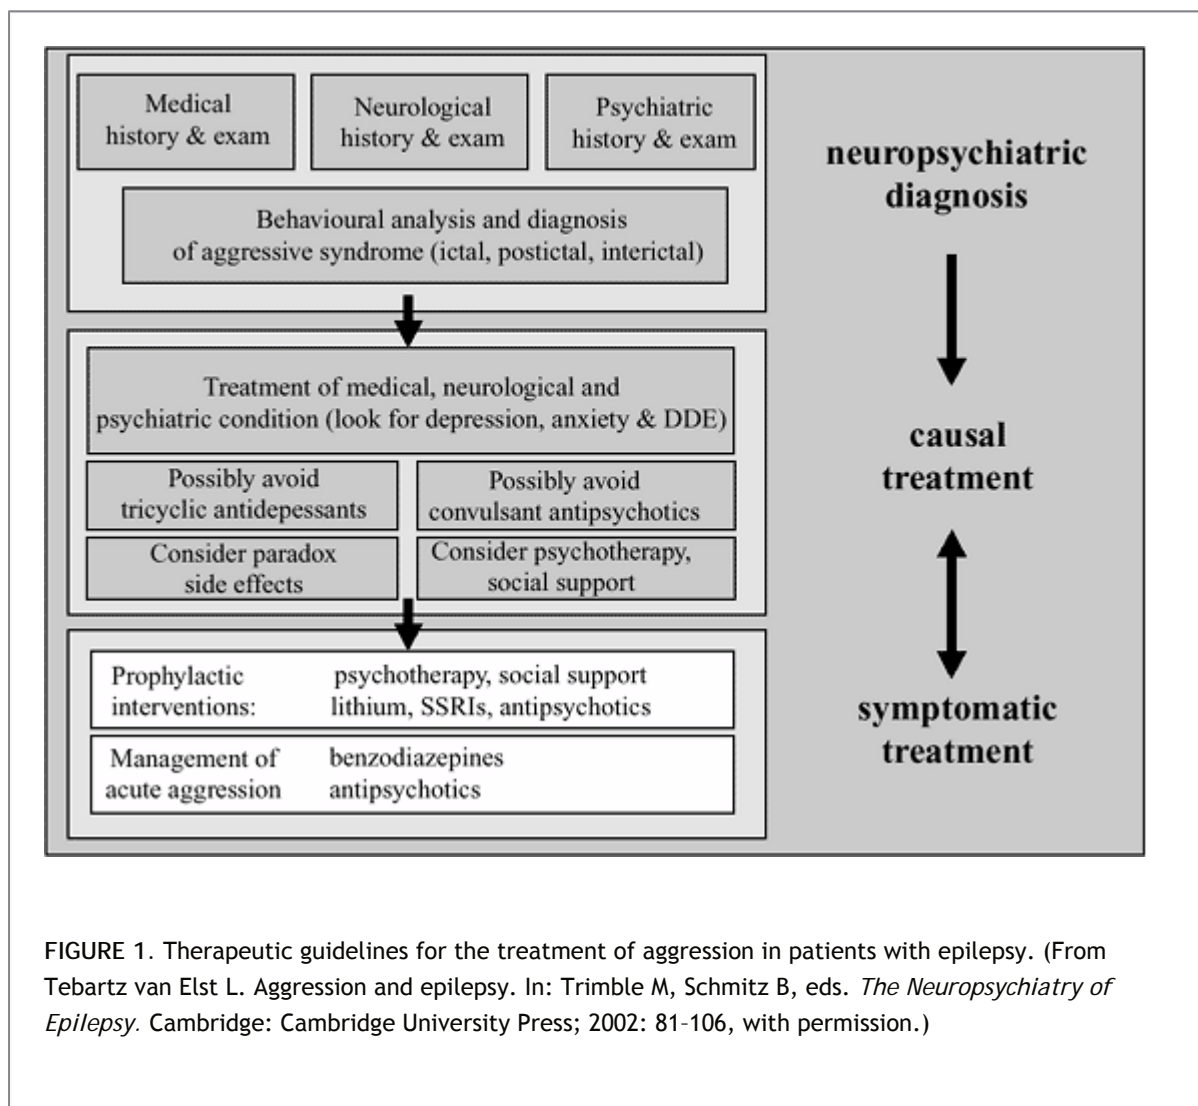 Medical
history & exam
Neurological
history & exam
Psychiatric
history & exam
Behavioural analysis and diagnosis
of aggressive syndrome (ictal, postictal, interictal)
neuropsychiatric
diagnosis
Treatment of medical, neurological and
psychiatric condition (look for depression, anxiety & DDE)
Possibly avoid
tricyclic antidepessants
Possibly avoid
convulsant antipsychotics
Consider paradox
side effects
Consider psychotherapy,
social support
causal
treatment
Prophylactic
interventions:
psychotherapy, social support
lithium, SSRIs, antipsychotics
Management of
acute aggression
benzodiazepines
antipsychotics
symptomatic
treatment
FIGURE 1. Therapeutic guidelines for the treatment of aggression in patients with epilepsy. (From
Tebartz van Elst L. Aggression and epilepsy. In: Trimble M, Schmitz B, eds. The Neuropsychiatry of
Epilepsy. Cambridge: Cambridge University Press; 2002: 81–106, with permission.)